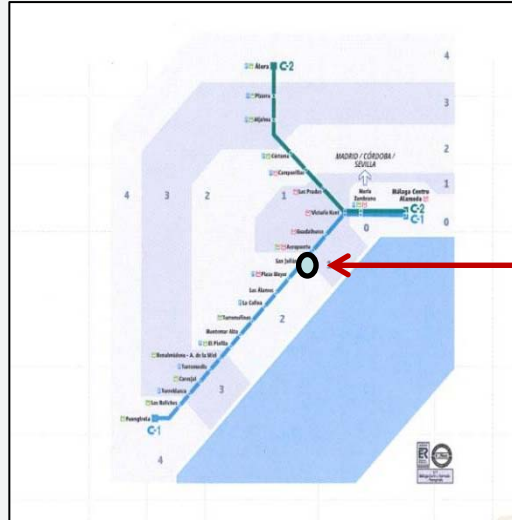 Álora C-2
4
Pizarra
3
Aljaima
2
Cártama
MADRID / CÓRDOBA /
SEVILLA
Campanillas
1
4
3
2
1
Los Prados
María
Zambrano
Málaga Centro
Alameda
Victoria Kent
C-2
C-1
0
0
Guadalhorce
Aeropuerto
San Julián
Plaza Mayor
Los Álamos
La Colina
2
Torremolinos
Montemar Alto
El Pinillo
Benalmádena - A. de la Miel
Torremuelle
Carvajal
3
Torreblanca
Los Boliches
Fuengirola
C-1
4